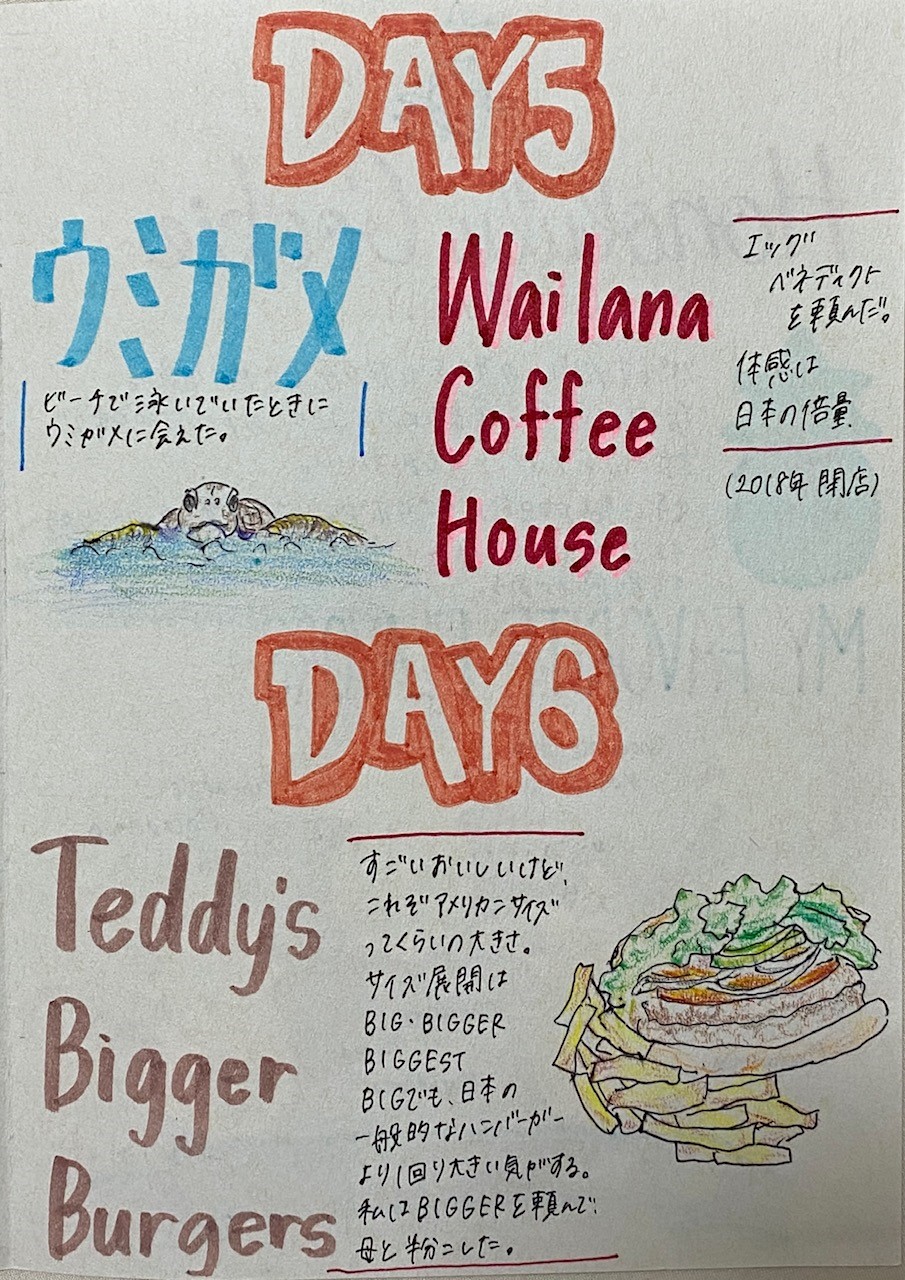 DAY5
ウミガメ
ビーチで泳いでいたときに
ウミガメに会えた。
Wailana
Coffee
House
エッグ
ベネディクト
を頼んだ。
体感は
日本の倍量
(2018年 閉店)
DAY6
Teddy's
Bigger
Burgers
すごいおいしいけど、
これぞアメリカンサイズ
ってくらいの大きさ。
サイズ展開は
BIG・BIGGER
BIGGEST
BIGでも、日本の
一般的なハンバーガー
より1回り大きい気がする。
私はBIGGERを頼んで、
母と半分こした。